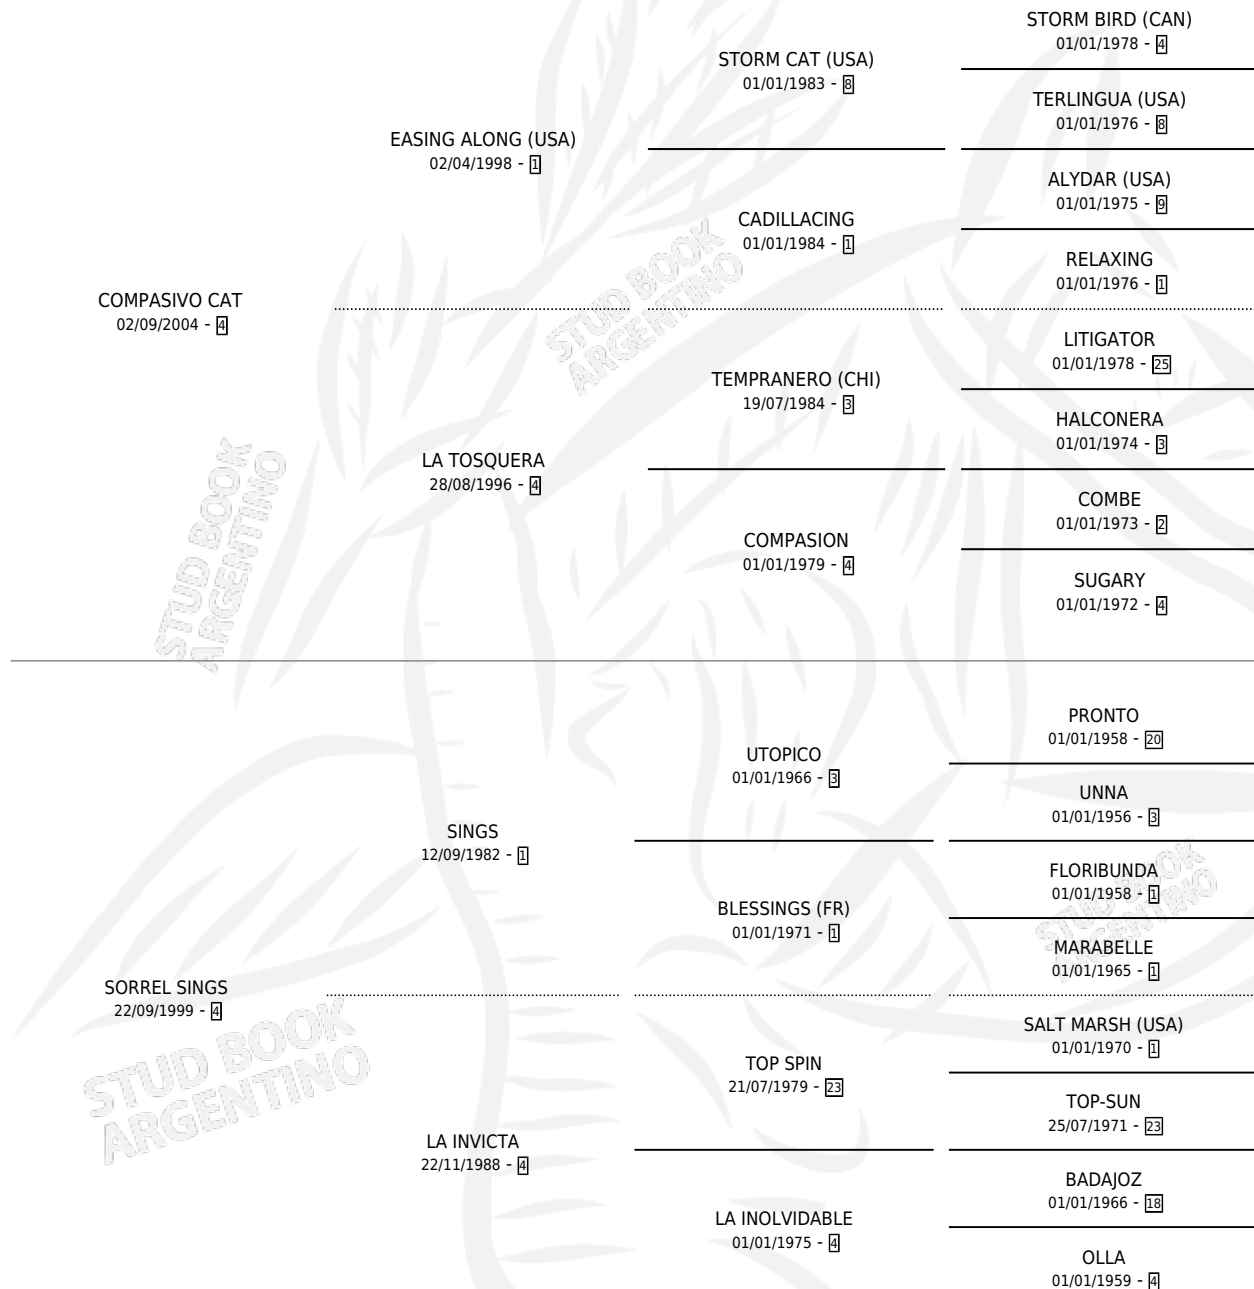 STORM BIRD (CAN)
01/01/1978 - 4
STORM CAT (USA)
01/01/1983 - 8
TERLINGUA (USA)
01/01/1976 - 8
EASING ALONG (USA)
02/04/1998 - 1
ALYDAR (USA)
01/01/1975 - 9
CADILLACING
01/01/1984 - 1
RELAXING
01/01/1976 - 1
COMPASIVO CAT
02/09/2004 - 4
LITIGATOR
01/01/1978 - 25
TEMPRANERO (CHI)
19/07/1984 - 3
HALCONERA
01/01/1974 - 3
LA TOSQUERA
28/08/1996 - 4
COMBE
01/01/1973 - 2
COMPASION
01/01/1979 - 4
SUGARY
01/01/1972 - 4
PRONTO
01/01/1958 - 20
UTOPICO
01/01/1966 - 3
UNNA
01/01/1956 - 3
SINGS
12/09/1982 - 1
FLORIBUNDA
01/01/1958 - 1
BLESSINGS (FR)
01/01/1971 - 1
MARABELLE
01/01/1965 - 1
SORREL SINGS
22/09/1999 - 4
SALT MARSH (USA)
01/01/1970 - 1
TOP SPIN
21/07/1979 - 23
TOP-SUN
25/07/1971 - 23
LA INVICTA
22/11/1988 - 4
BADAJOZ
01/01/1966 - 18
LA INOLVIDABLE
01/01/1975 - 4
OLLA
01/01/1959 - 4
STUD BOOK
ARGENTINO
STUD BOOK
ARGENTINO
STUD BOOK
ARGENTINO
STUD BOOK
ARGENTINO